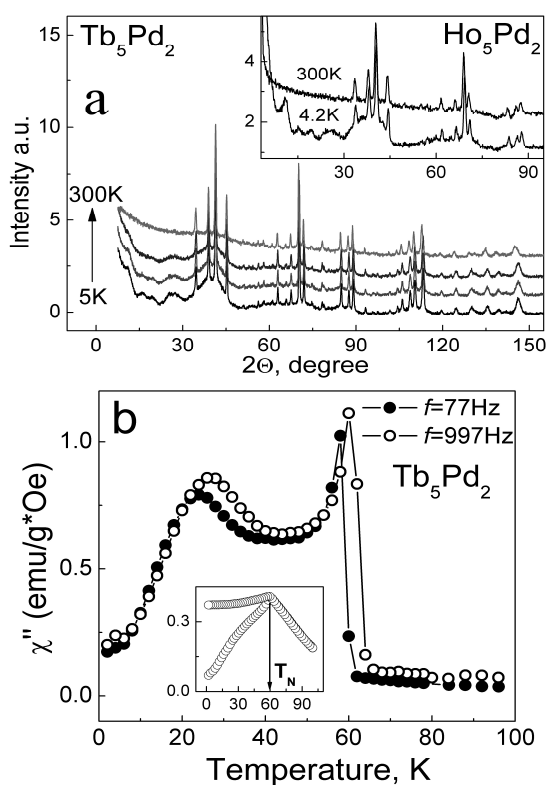 Tb5Pd2
Ho5Pd2
a
300K
4.2K
2
4
30
60
90
Intensity a.u.
0
5
10
15
300K
5K
0
30
60
90
120
150
2Θ, degree
b
f=77Hz
f=997Hz
Tb5Pd2
χ'' (emu/g*Oe)
0.0
0.5
1.0
0.3
0.0
TN
0
30
60
90
0
20
40
60
80
100
Temperature, K